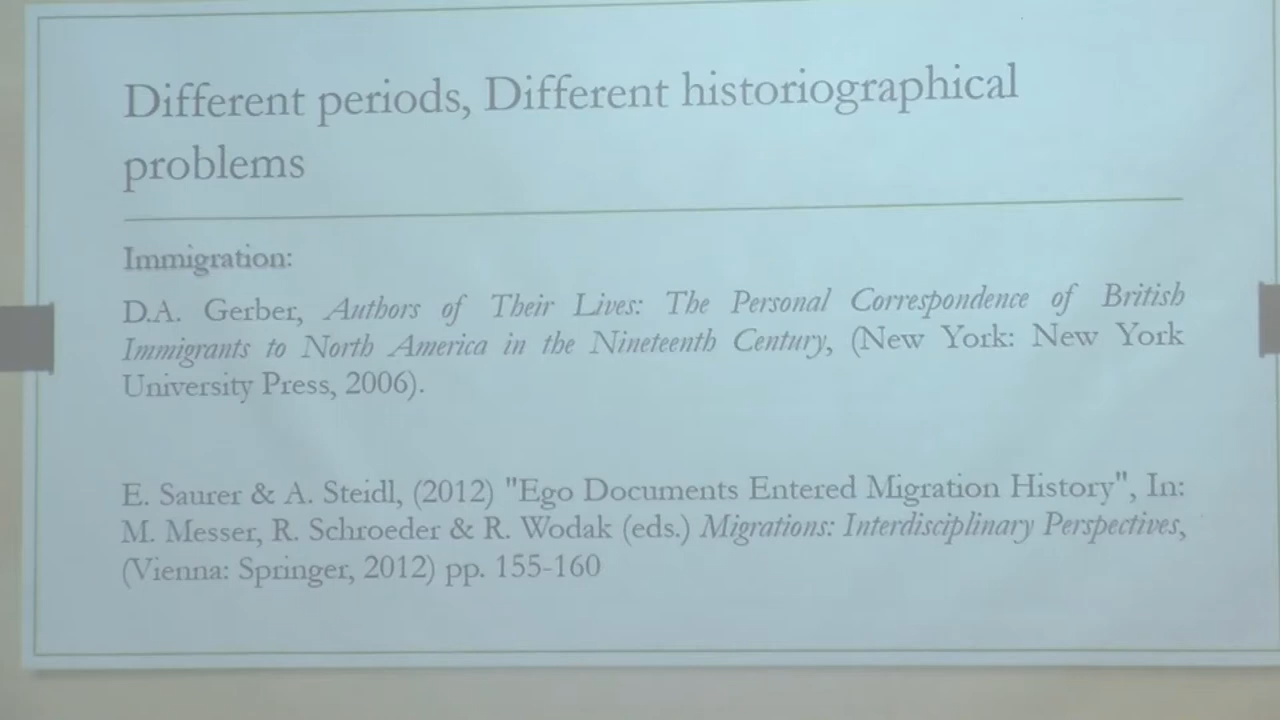 Different periods, Different historiographical
problems
Immigration:
D.A. Gerber, Authors of Their Lives: The Personal Correspondence of British
Immigrants to North America in the Nineteenth Century, (New York: New York
University Press, 2006).
E. Saurer & A. Steidl, (2012) "Ego Documents Entered Migration History", In:
M. Messer, R. Schroeder & R. Wodak (eds.) Migrations: Interdisciplinary Perspectives,
(Vienna: Springer, 2012) pp. 155-160